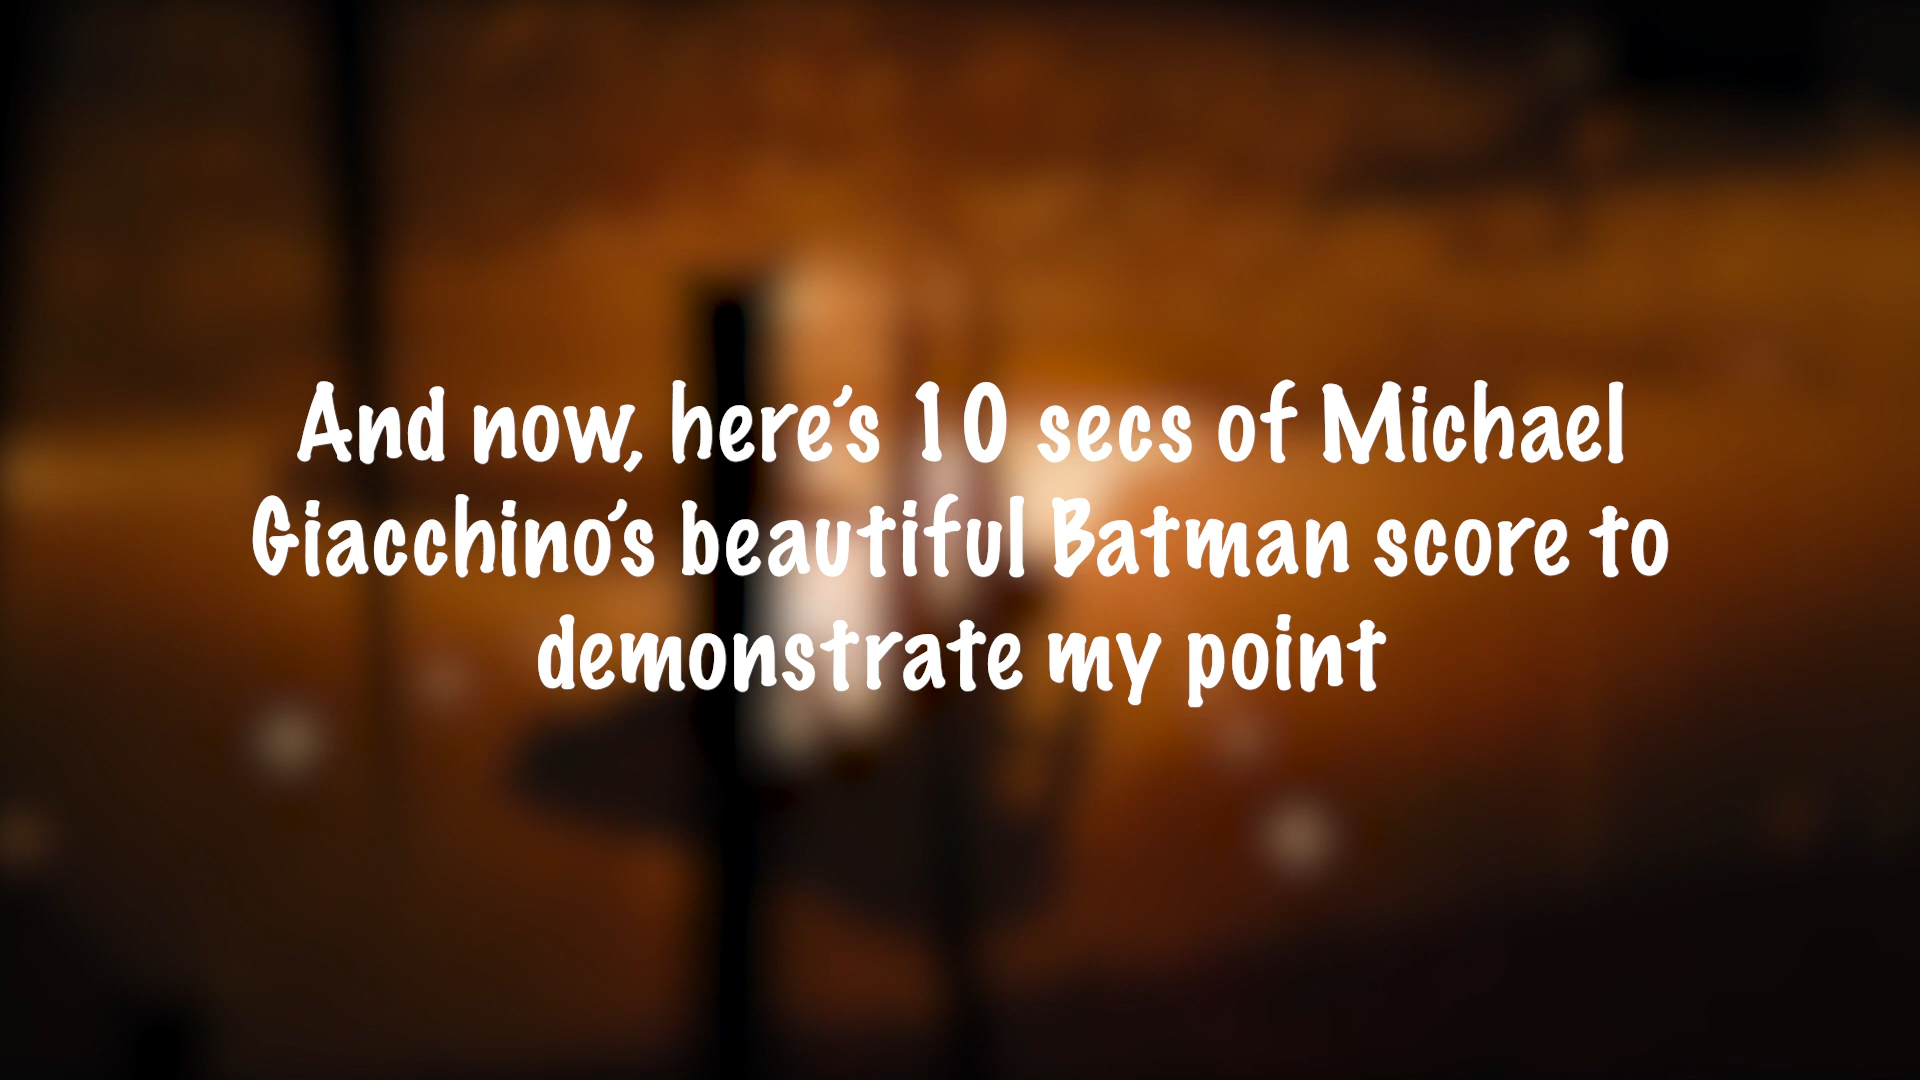 And now, here's 10 secs of Michael
Giacchino's beautiful Batman score to
demonstrate my point